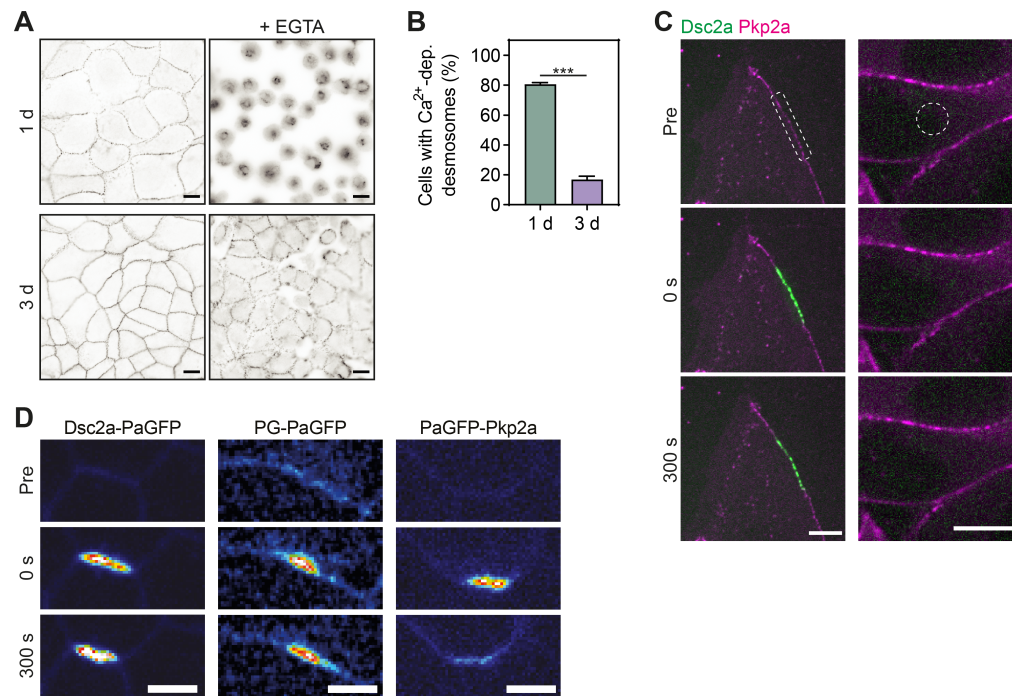 A
+ EGTA
1 d
3 d
B
Cells with Ca2+-dep.
desmosomes (%)
100
80
60
40
20
0
***
1 d
3 d
C
Dsc2a Pkp2a
Pre
0 s
300 s
D
Dsc2a-PaGFP
PG-PaGFP
PaGFP-Pkp2a
Pre
0 s
300 s